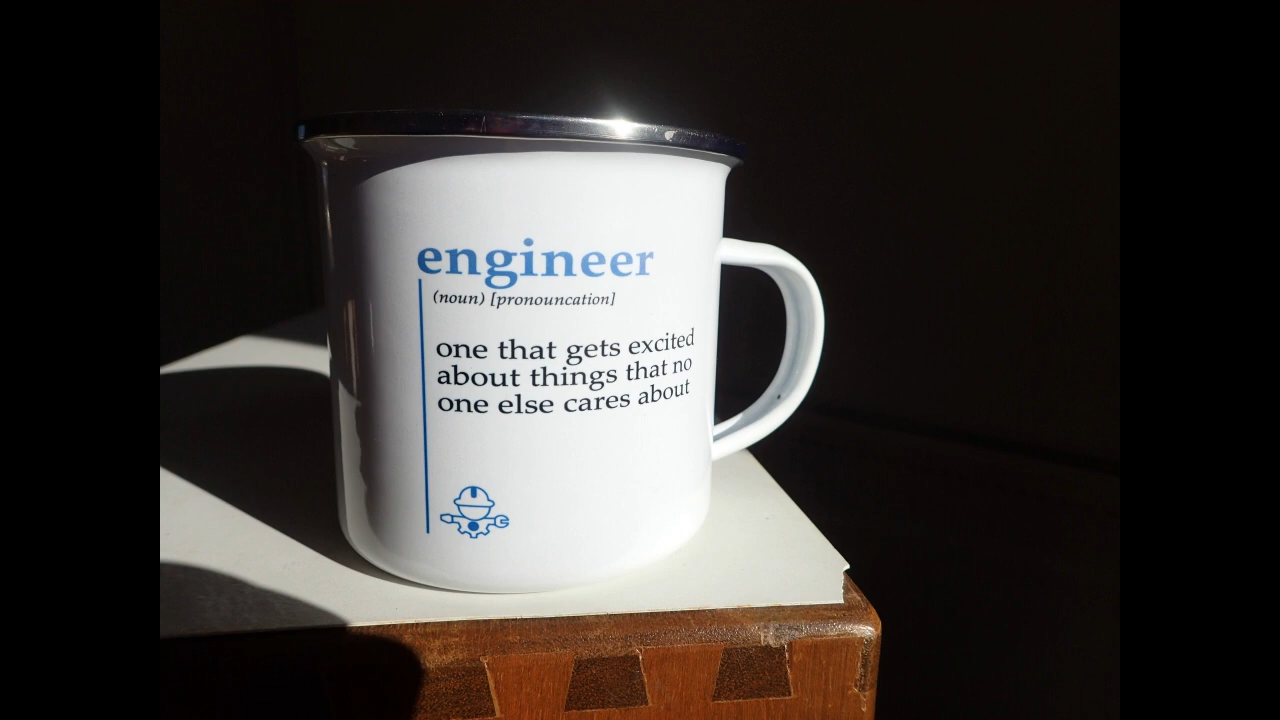 engineer
(noun) [pronouncation]
one that gets excited
about things that no
one else cares about